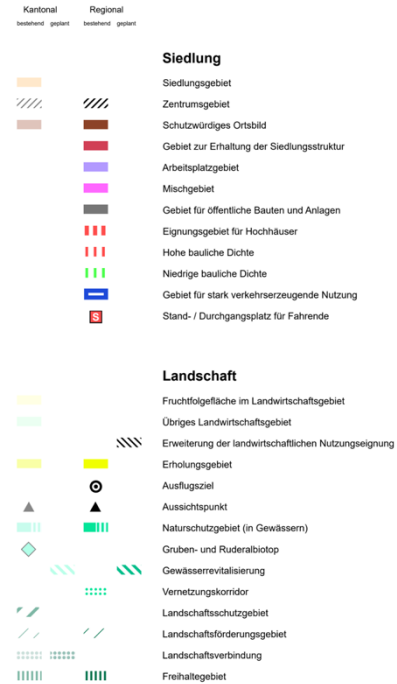 Kantonal Regional
bestehend geplant bestehend geplant
Siedlung
Siedlungsgebiet
Zentrumsgebiet
Schutzwürdiges Ortsbild
Gebiet zur Erhaltung der Siedlungsstruktur
Arbeitsplatzgebiet
Mischgebiet
Gebiet für öffentliche Bauten und Anlagen
Eignungsgebiet für Hochhäuser
Hohe bauliche Dichte
Niedrige bauliche Dichte
Gebiet für stark verkehrserzeugende Nutzung
S Stand- / Durchgangsplatz für Fahrende
Landschaft
Fruchtfolgefläche im Landwirtschaftsgebiet
Übriges Landwirtschaftsgebiet
Erweiterung der landwirtschaftlichen Nutzungseignung
Erholungsgebiet
Ausflugsziel
Aussichtspunkt
Naturschutzgebiet (in Gewässern)
Gruben- und Ruderalbiotop
Gewässerrevitalisierung
Vernetzungskorridor
Landschaftsschutzgebiet
Landschaftsförderungsgebiet
Landschaftsverbindung
Freihaltegebiet